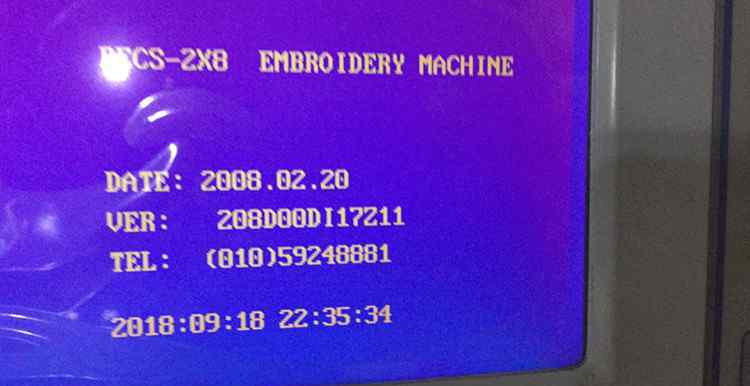 EMBROIDERY MACHINE
DATE: 2008.02.20
VER: 208D00DI17Z11
TEL: (010)59248881
2018:09:18 22:35:34